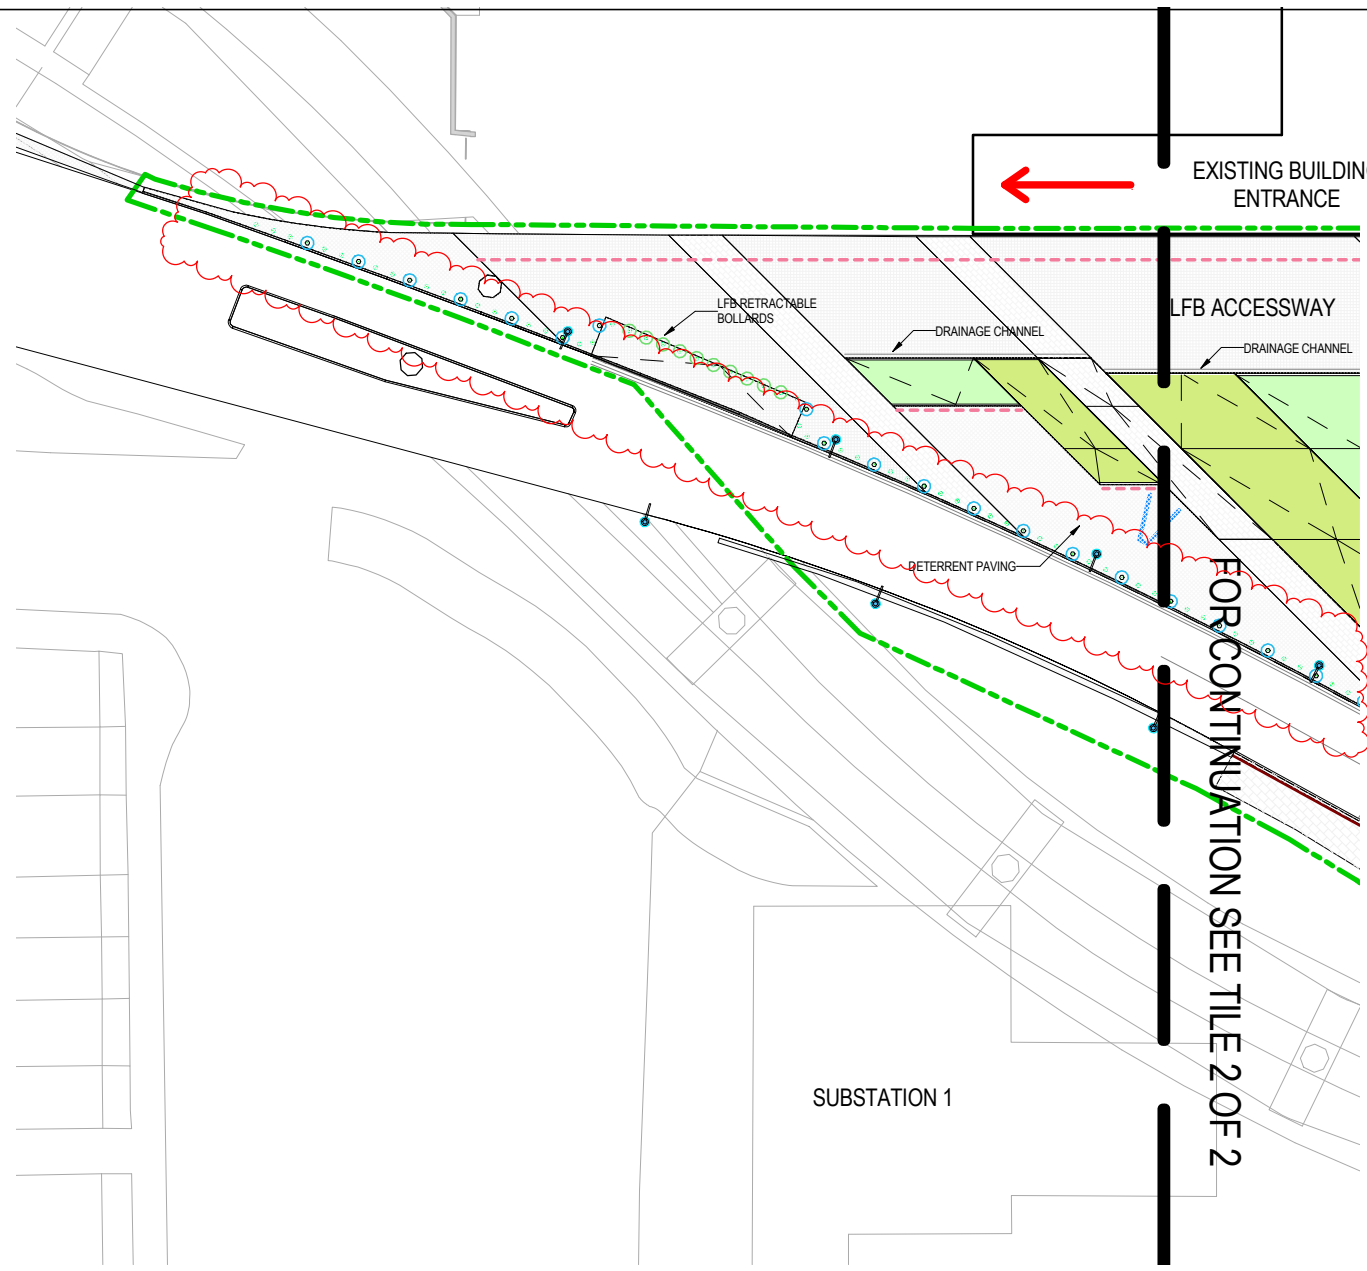 EXISTING BUILDING
ENTRANCE
LFB RETRACTABLE
BOLLARDS
LFB ACCESSWAY
DRAINAGE CHANNEL
DRAINAGE CHANNEL
DETERRENT PAVING
FOR CONTINUATION SEE TILE 2 OF 2
SUBSTATION 1